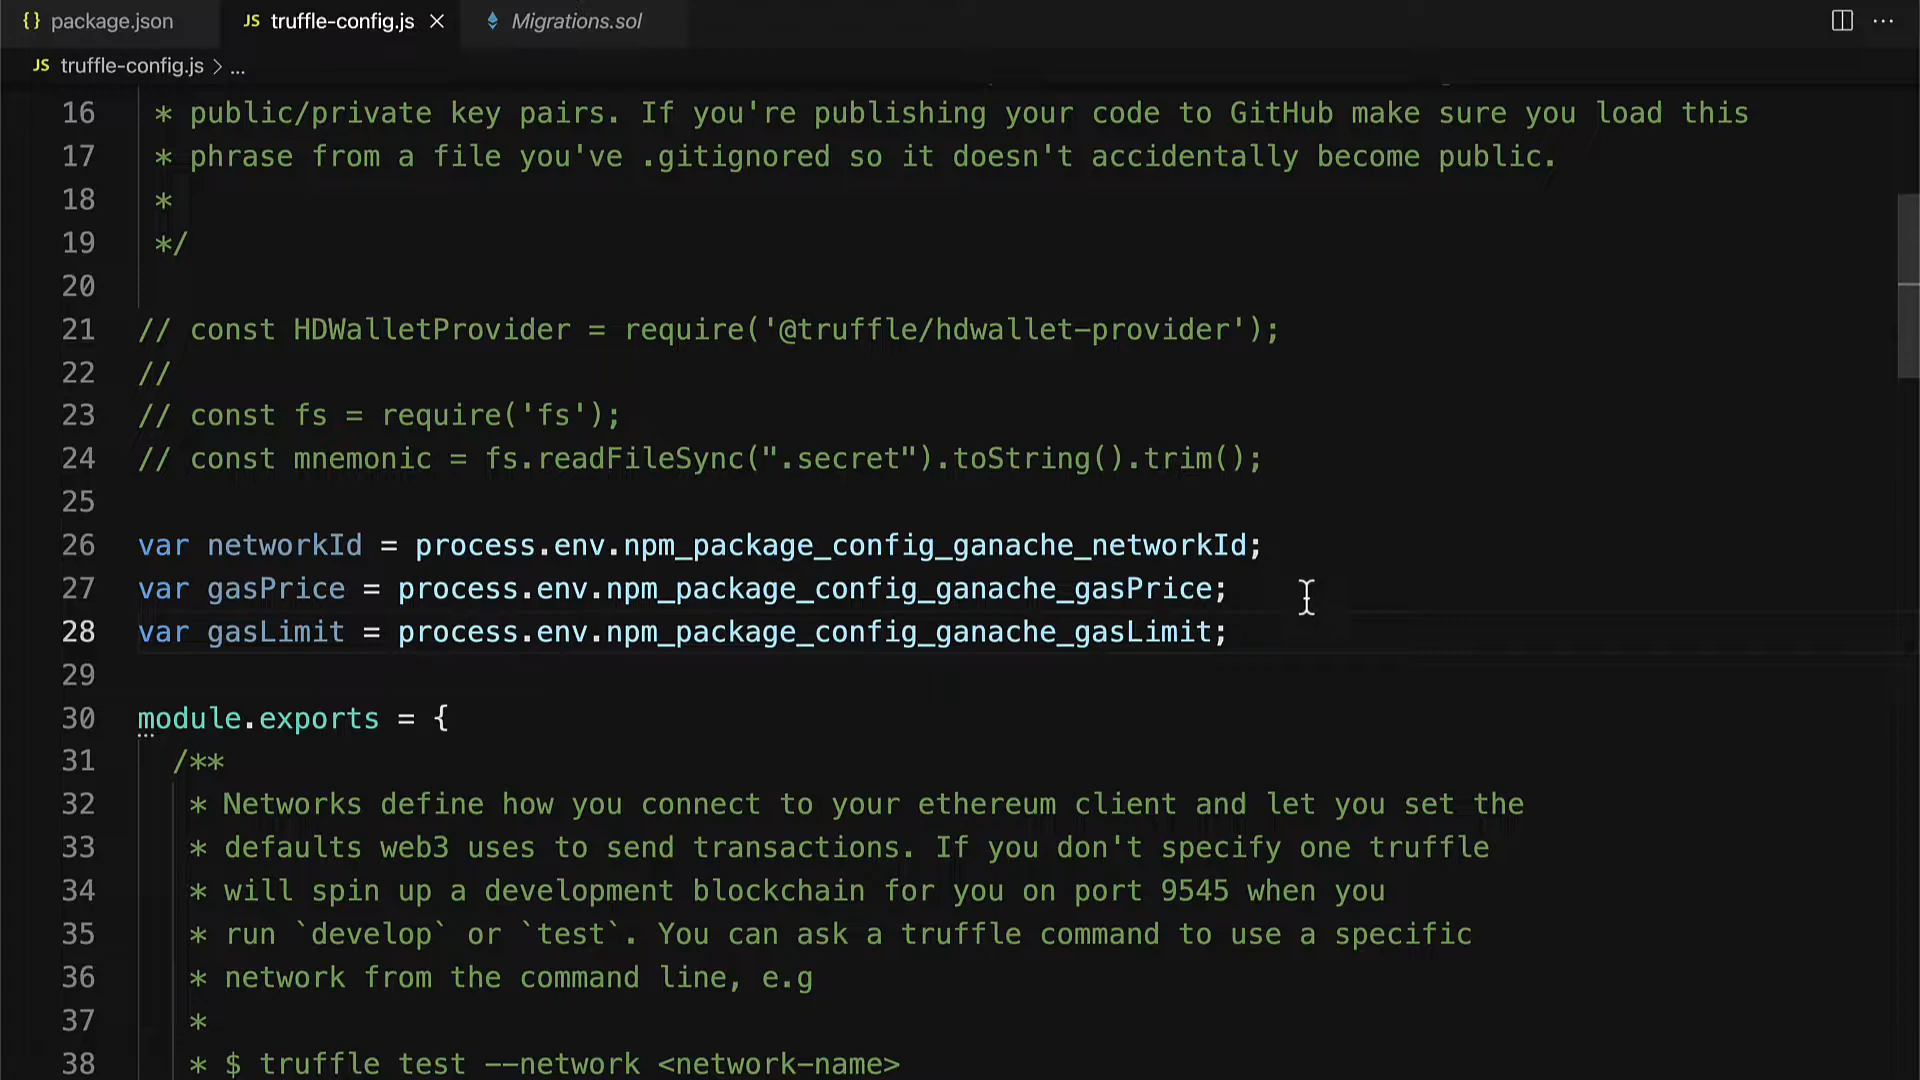 {} package.json JS truffle-config.js × Migrations.sol ...
JS truffle-config.js > ...
16 * public/private key pairs. If you're publishing your code to GitHub make sure you load this
17 * phrase from a file you've .gitignored so it doesn't accidentally become public.
18 *
19 */
20
21 // const HDWalletProvider = require('@truffle/hdwallet-provider');
22 //
23 // const fs = require('fs');
24 // const mnemonic = fs.readFileSync(".secret").toString().trim();
25
26 var networkId = process.env.npm_package_config_ganache_networkId;
27 var gasPrice = process.env.npm_package_config_ganache_gasPrice;
28 var gasLimit = process.env.npm_package_config_ganache_gasLimit;
29
30 module.exports = {
31 /**
32 * Networks define how you connect to your ethereum client and let you set the
33 * defaults web3 uses to send transactions. If you don't specify one truffle
34 * will spin up a development blockchain for you on port 9545 when you
35 * run `develop` or `test`. You can ask a truffle command to use a specific
36 * network from the command line, e.g
37 *
38 * $ truffle test --network <network-name>